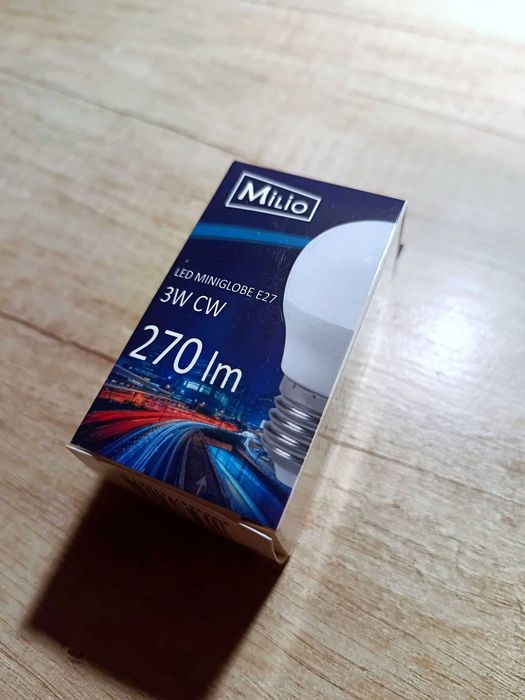 MiLiO
LED MINIGLOBE E27
3W CW
270 lm